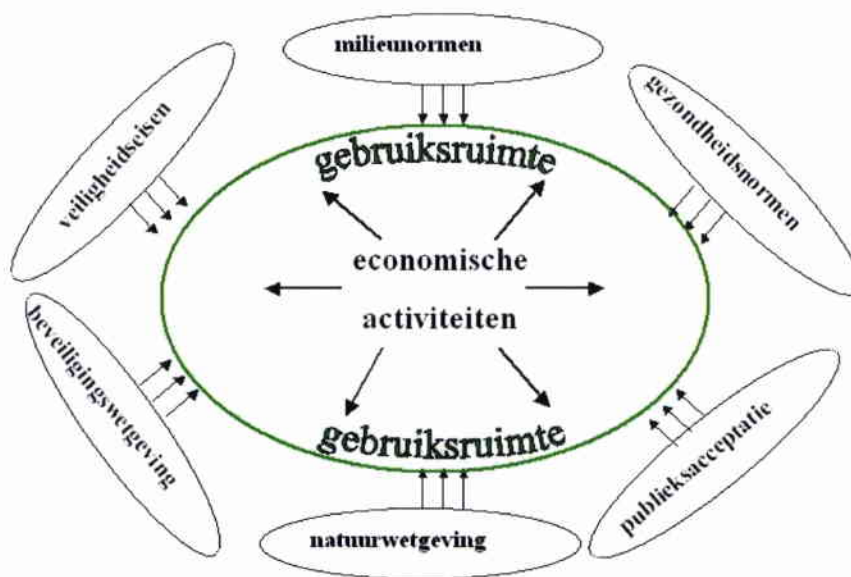 milieunormen
veiligheidseisen
gezondheidsnormen
gebruiksruimte
economische
activiteiten
gebruiksruimte
beveiligingswetgeving
publieksacceptatie
natuurwetgeving